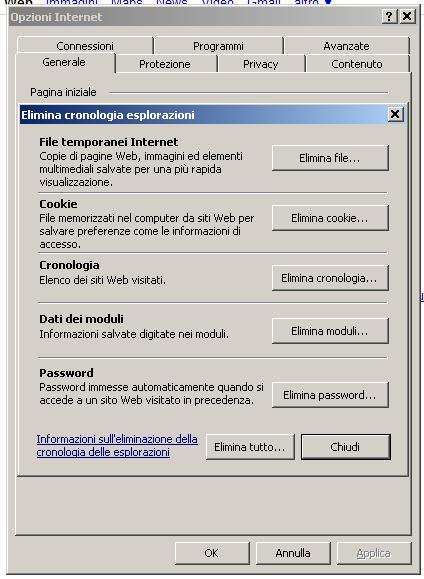 Web Immagini Maps News Video Gmail altro ▼
Opzioni Internet
Connessioni Programmi Avanzate
Generale Protezione Privacy Contenuto
Pagina iniziale
Elimina cronologia esplorazioni
File temporanei Internet
Copie di pagine Web, immagini ed elementi
multimediali salvate per una più rapida
visualizzazione.
Elimina file...
Cookie
File memorizzati nel computer da siti Web per
salvare preferenze come le informazioni di
accesso.
Elimina cookie...
Cronologia
Elenco dei siti Web visitati.
Elimina cronologia...
Dati dei moduli
Informazioni salvate digitate nei moduli.
Elimina moduli...
Password
Password immesse automaticamente quando si
accede a un sito Web visitato in precedenza.
Elimina password...
Informazioni sull'eliminazione della
cronologia delle esplorazioni
Elimina tutto...
Chiudi
OK Annulla Applica